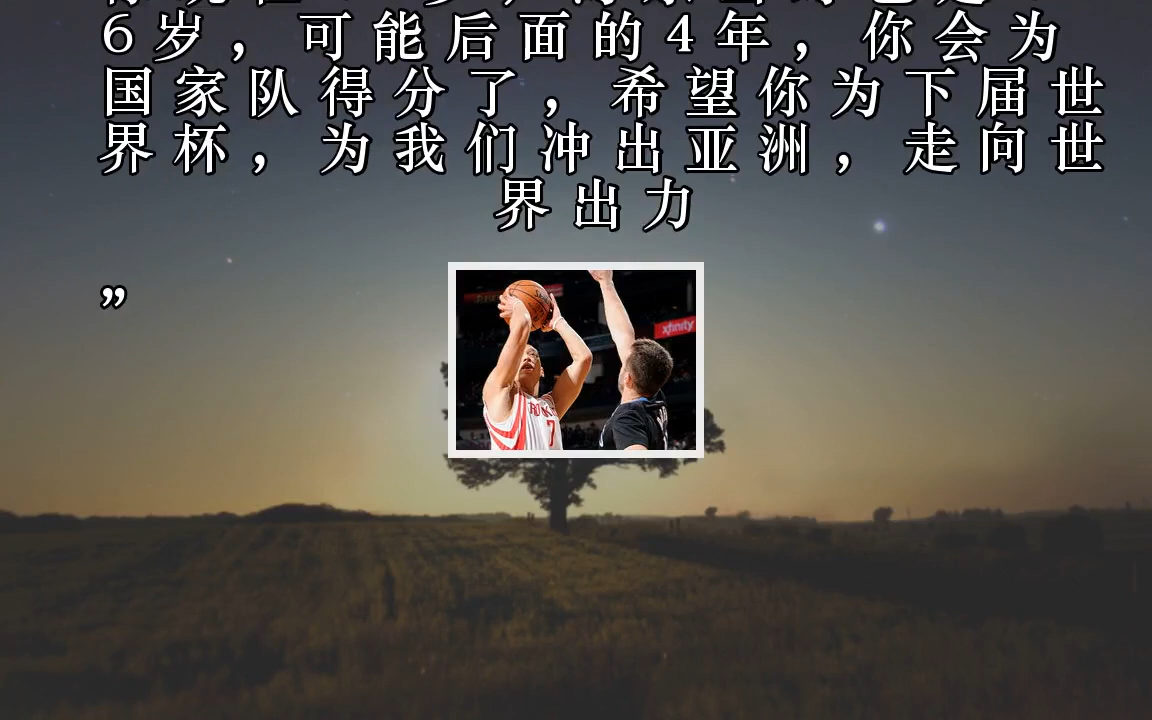 6岁，可能后面的4年，你会为
国家队得分了，希望你为下届世
界杯，为我们冲出亚洲，走向世
界出力
”
xfinity
7